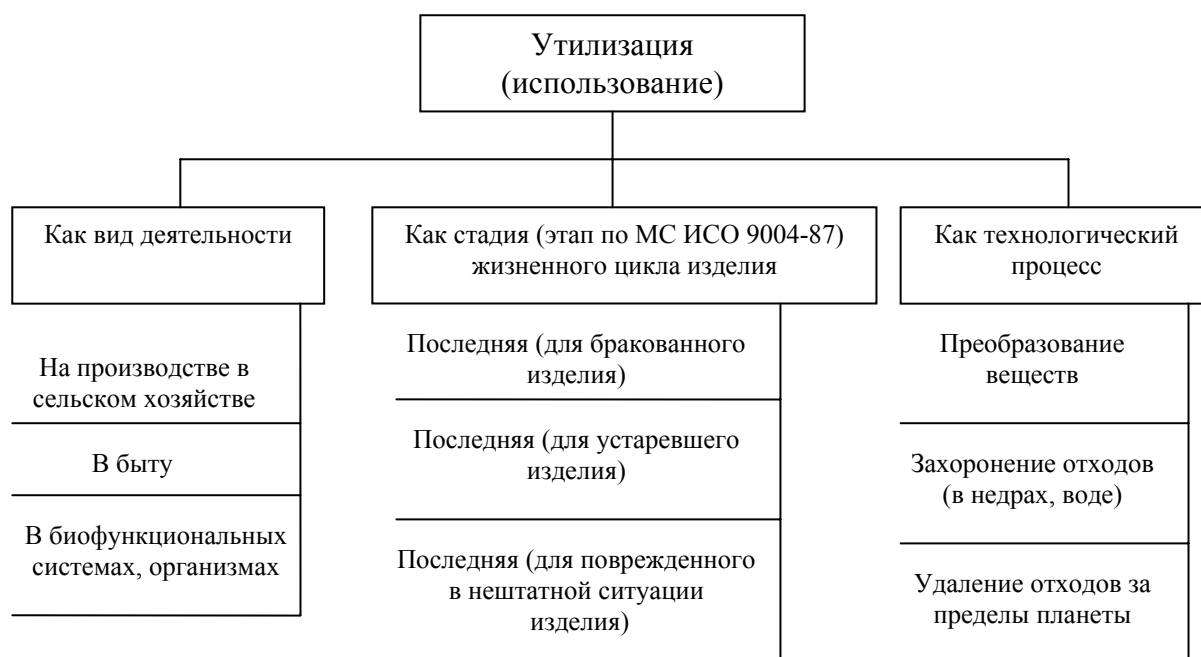 Утилизация
(использование)
Как вид деятельности
Как стадия (этап по МС ИСО 9004-87)
жизненного цикла изделия
Как технологический
процесс
На производстве в
сельском хозяйстве
В быту
В биофункциональных
системах, организмах
Последняя (для бракованного
изделия)
Последняя (для устаревшего
изделия)
Последняя (для поврежденного
в нештатной ситуации
изделия)
Преобразование
веществ
Захоронение отходов
(в недрах, воде)
Удаление отходов за
пределы планеты